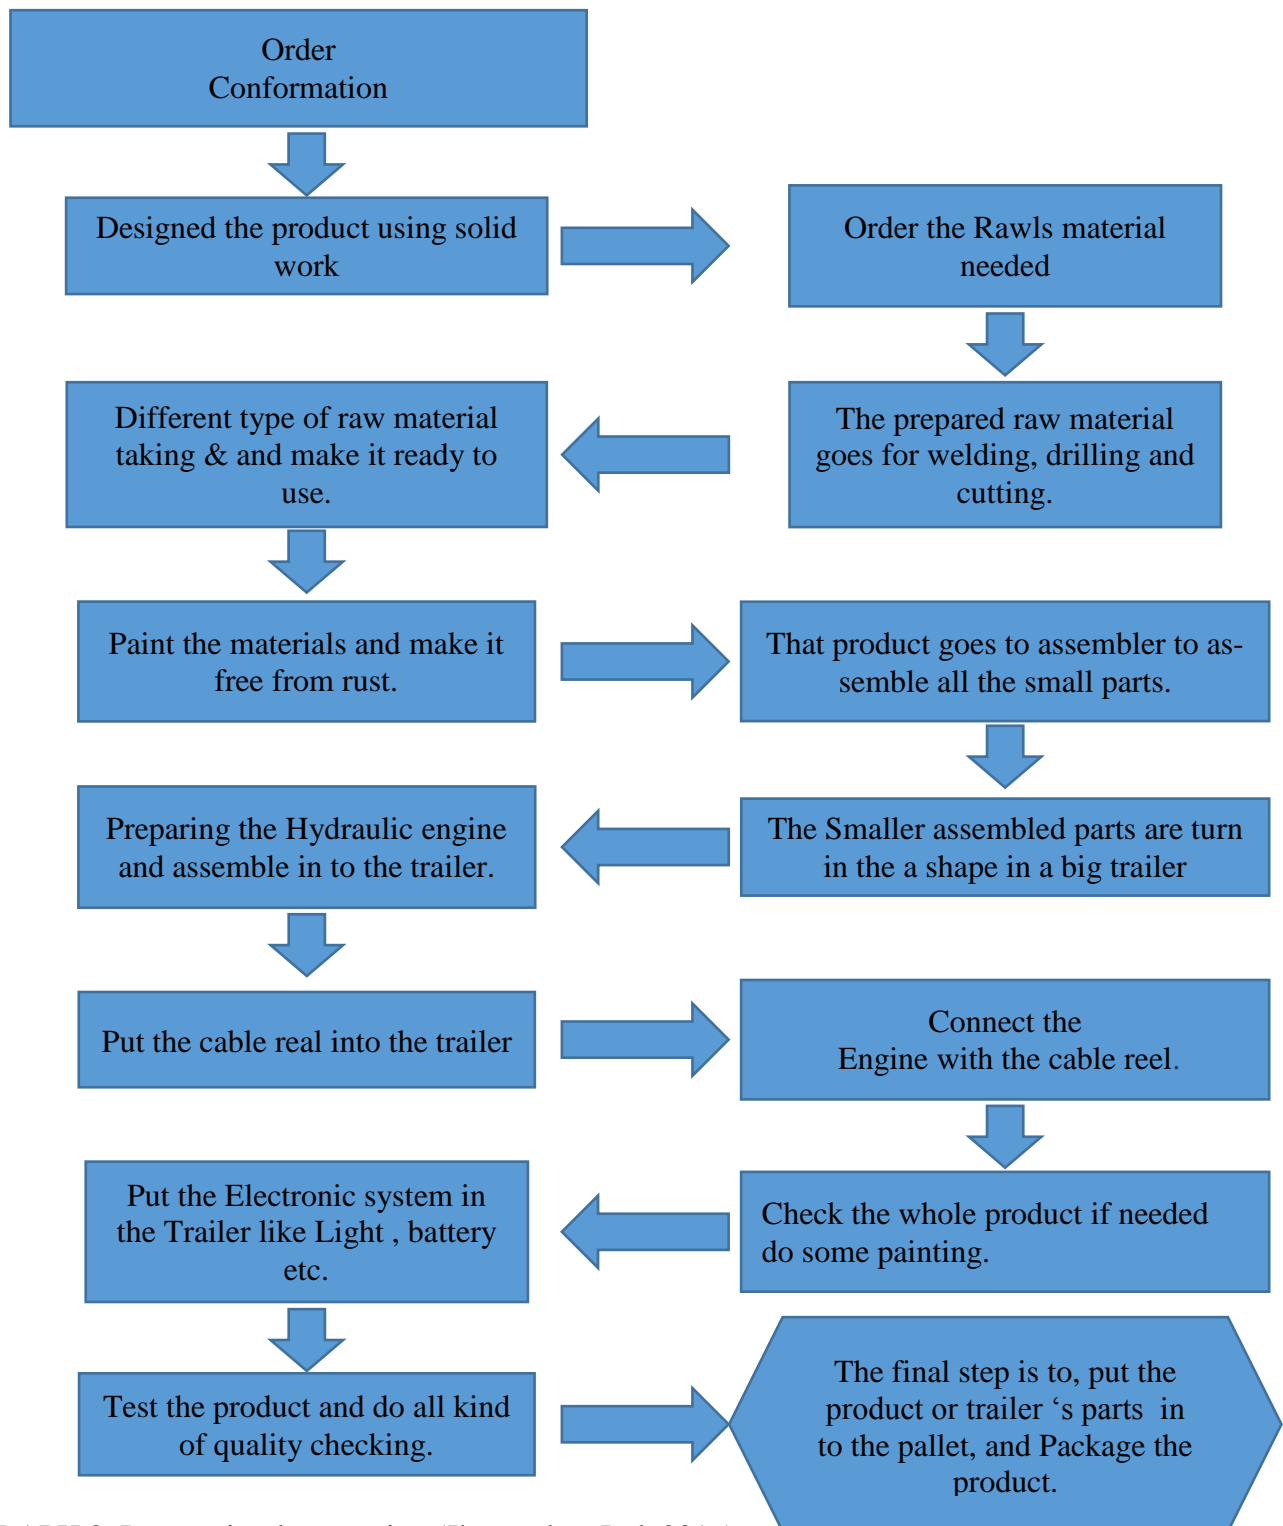 Order
Conformation
Designed the product using solid
work
Order the Rawls material
needed
The prepared raw material
goes for welding, drilling and
cutting.
Different type of raw material
taking & and make it ready to
use.
Paint the materials and make it
free from rust.
That product goes to assembler to as-
semble all the small parts.
The Smaller assembled parts are turn
in the a shape in a big trailer
Preparing the Hydraulic engine
and assemble in to the trailer.
Put the cable real into the trailer
Connect the
Engine with the cable reel.
Check the whole product if needed
do some painting.
Put the Electronic system in
the Trailer like Light , battery
etc.
Test the product and do all kind
of quality checking.
The final step is to, put the
product or trailer ‘s parts in
to the pallet, and Package the
product.